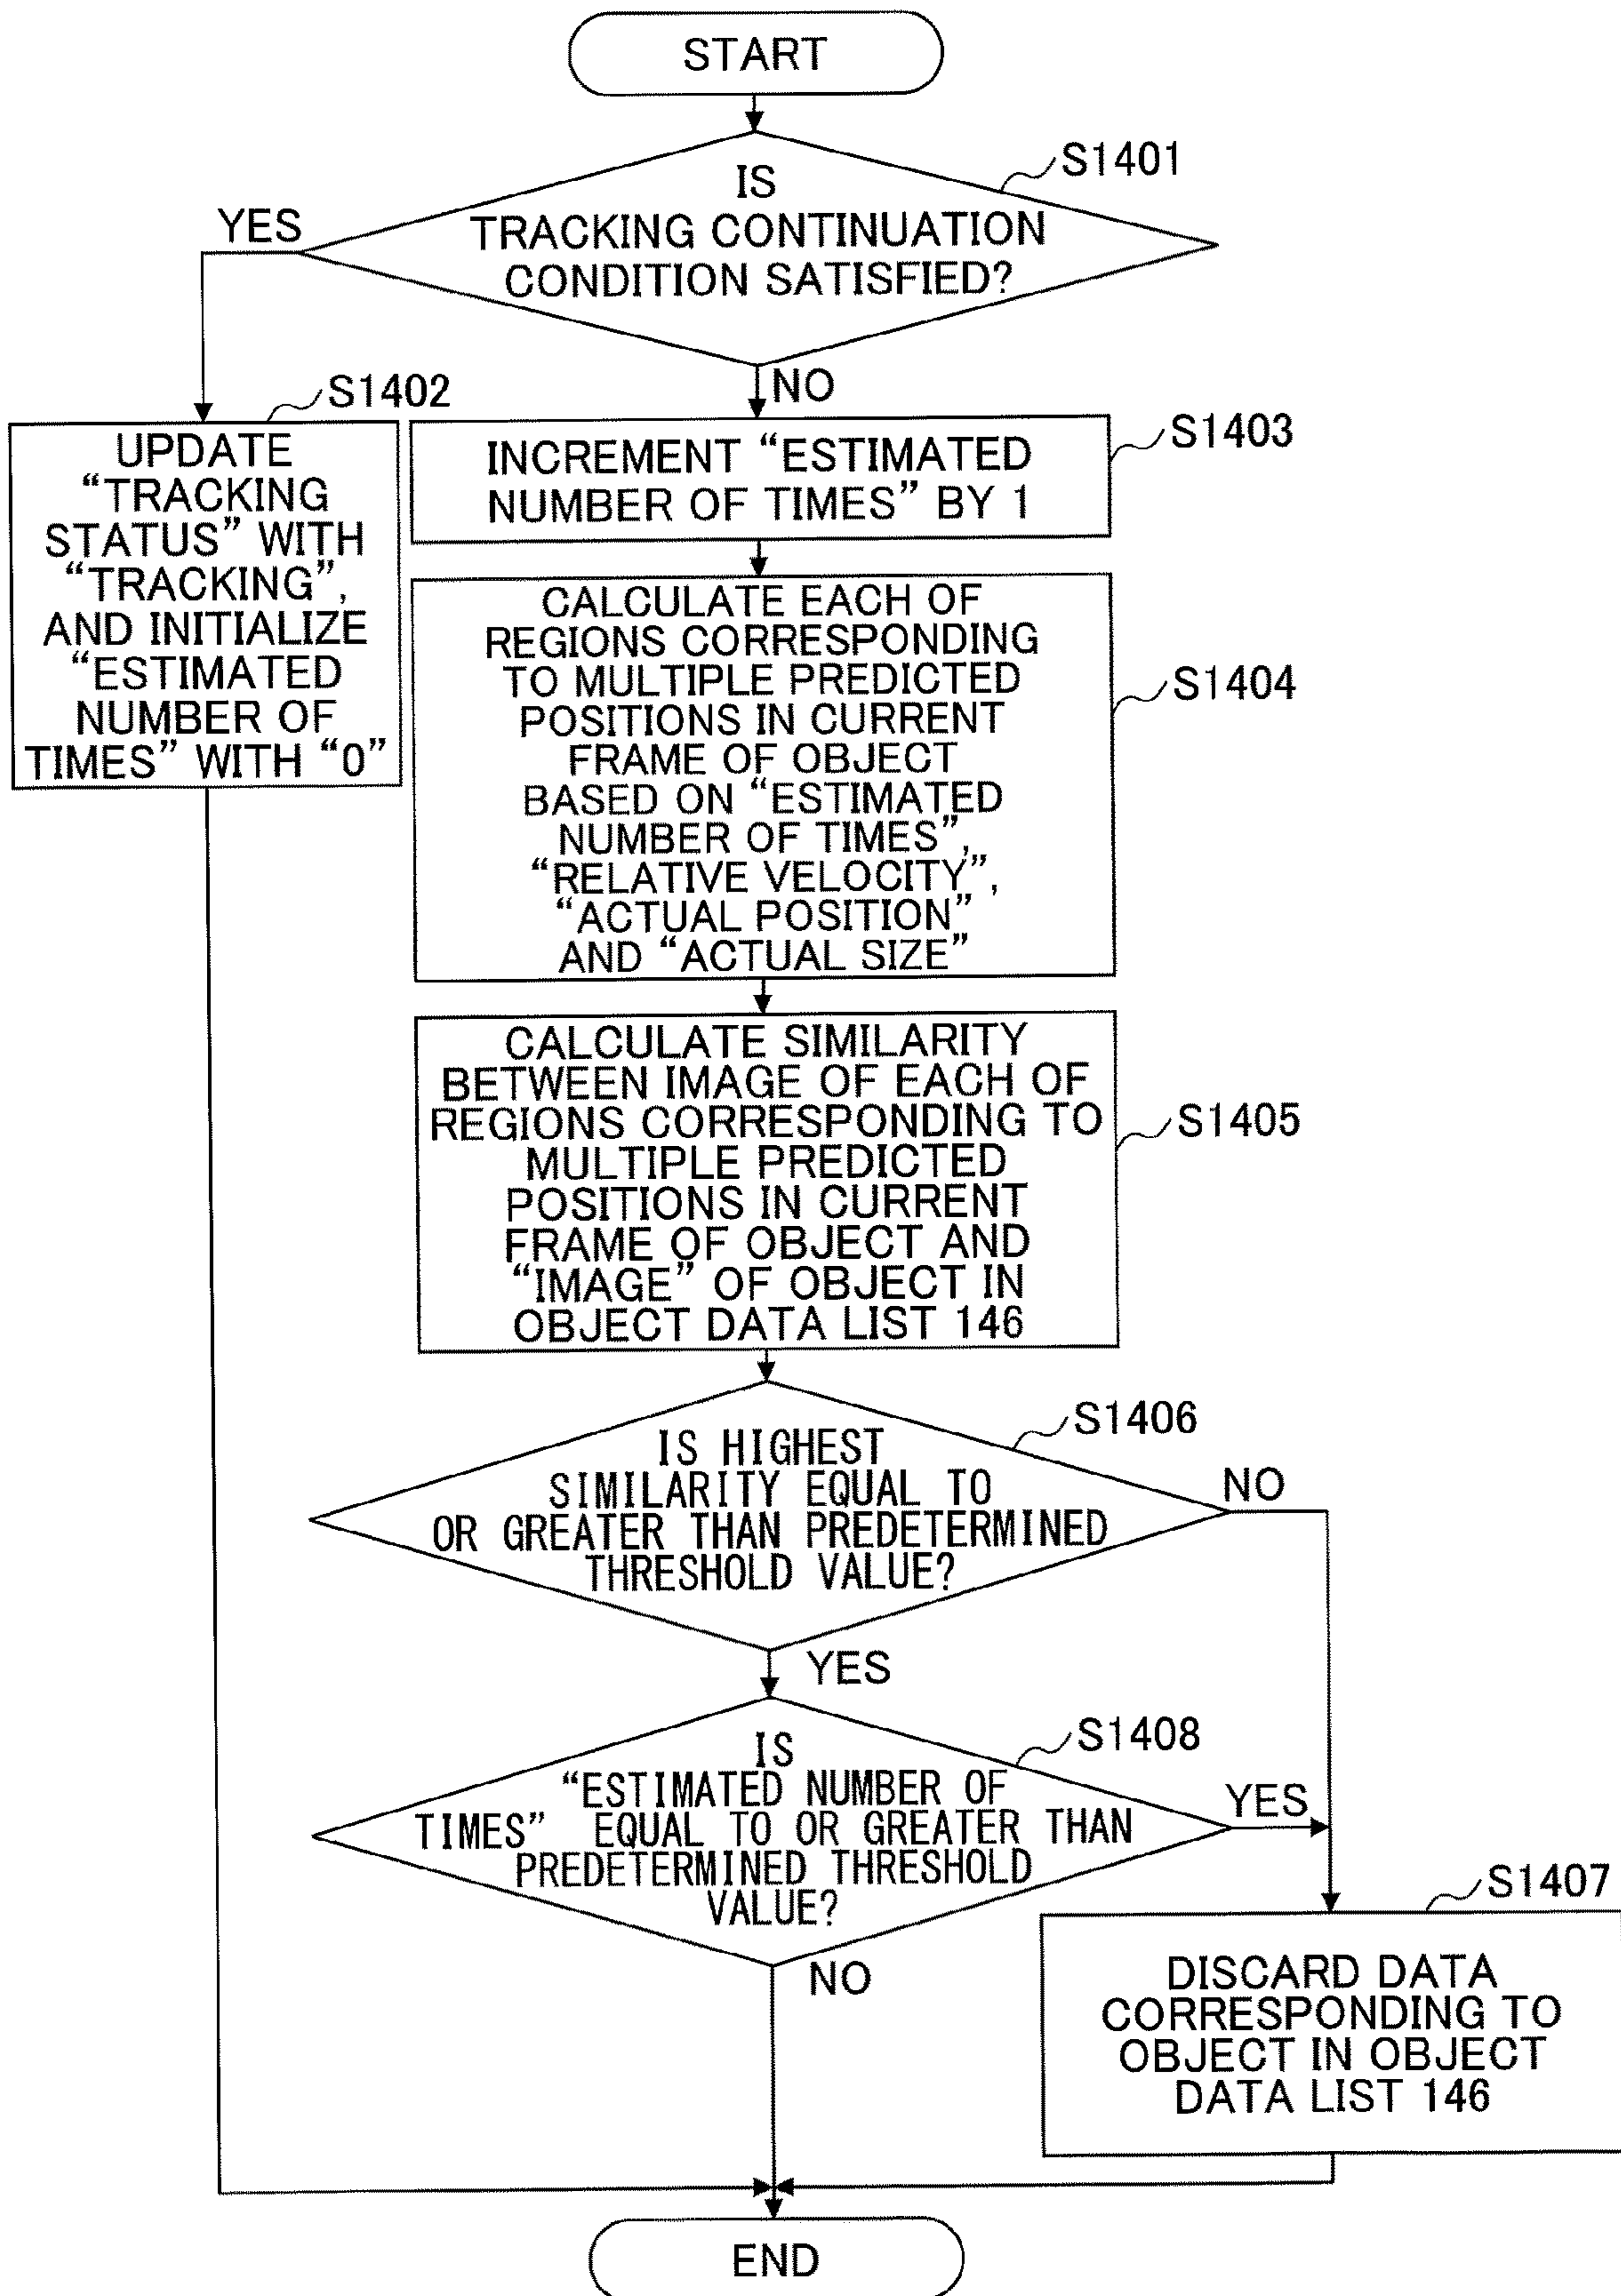 START
IS
TRACKING CONTINUATION
CONDITION SATISFIED?
S1401
YES
NO
S1402
UPDATE
“TRACKING
STATUS” WITH
“TRACKING”,
AND INITIALIZE
“ESTIMATED
NUMBER OF
TIMES” WITH “0”
S1403
INCREMENT “ESTIMATED
NUMBER OF TIMES” BY 1
S1404
CALCULATE EACH OF
REGIONS CORRESPONDING
TO MULTIPLE PREDICTED
POSITIONS IN CURRENT
FRAME OF OBJECT
BASED ON “ESTIMATED
NUMBER OF TIMES”,
“RELATIVE VELOCITY”,
“ACTUAL POSITION”
AND “ACTUAL SIZE”
S1405
CALCULATE SIMILARITY
BETWEEN IMAGE OF EACH OF
REGIONS CORRESPONDING TO
MULTIPLE PREDICTED
POSITIONS IN CURRENT
FRAME OF OBJECT AND
“IMAGE” OF OBJECT IN
OBJECT DATA LIST 146
S1406
IS HIGHEST
SIMILARITY EQUAL TO
OR GREATER THAN PREDETERMINED
THRESHOLD VALUE?
NO
YES
S1408
IS
“ESTIMATED NUMBER OF
TIMES” EQUAL TO OR GREATER THAN
PREDETERMINED THRESHOLD
VALUE?
YES
NO
S1407
DISCARD DATA
CORRESPONDING TO
OBJECT IN OBJECT
DATA LIST 146
END